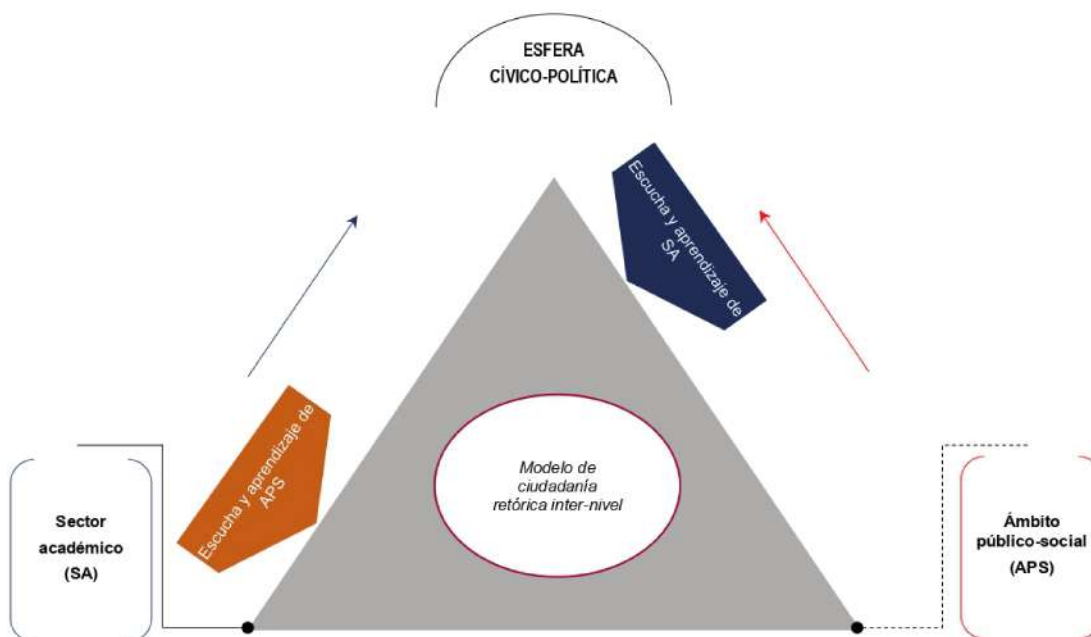 ESFERA
CÍVICO-POLÍTICA
Escucha y aprendizaje de
SA
Escucha y aprendizaje de
APS
Modelo de
ciudadanía
retórica inter-nivel
Sector
académico
(SA)
Ámbito
público-social
(APS)